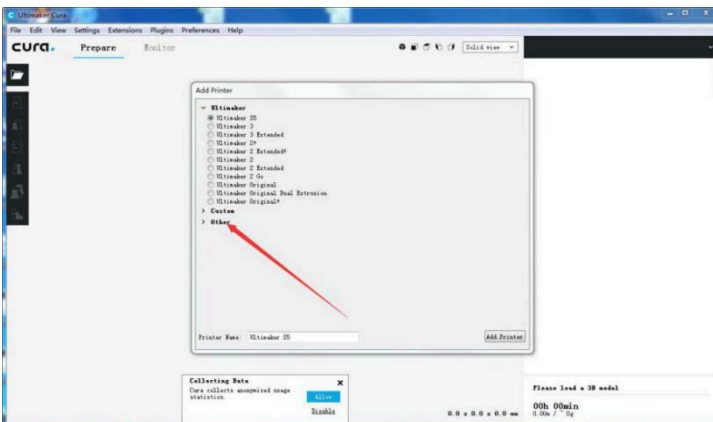 Ultimaker Cura
File Edit View Settings Extensions Plugins Preferences Help
cura. Prepare Monitor Solid view
Add Printer
Ultimaker
Ultimaker S5
Ultimaker 3
Ultimaker 3 Extended
Ultimaker 2+
Ultimaker 2 Extended+
Ultimaker 2
Ultimaker 2 Extended
Ultimaker 2 Go
Ultimaker Original
Ultimaker Original Dual Extrusion
Ultimaker Original+
Custom
Other
Printer Name: Ultimaker S5 Add Printer
Collecting Data
Cura collects anonymized usage
statistics. Allow
Disable
Please load a 3D model
00h 00min
0.0 x 0.0 x 0.0 mm 0.00m / ~ 0g